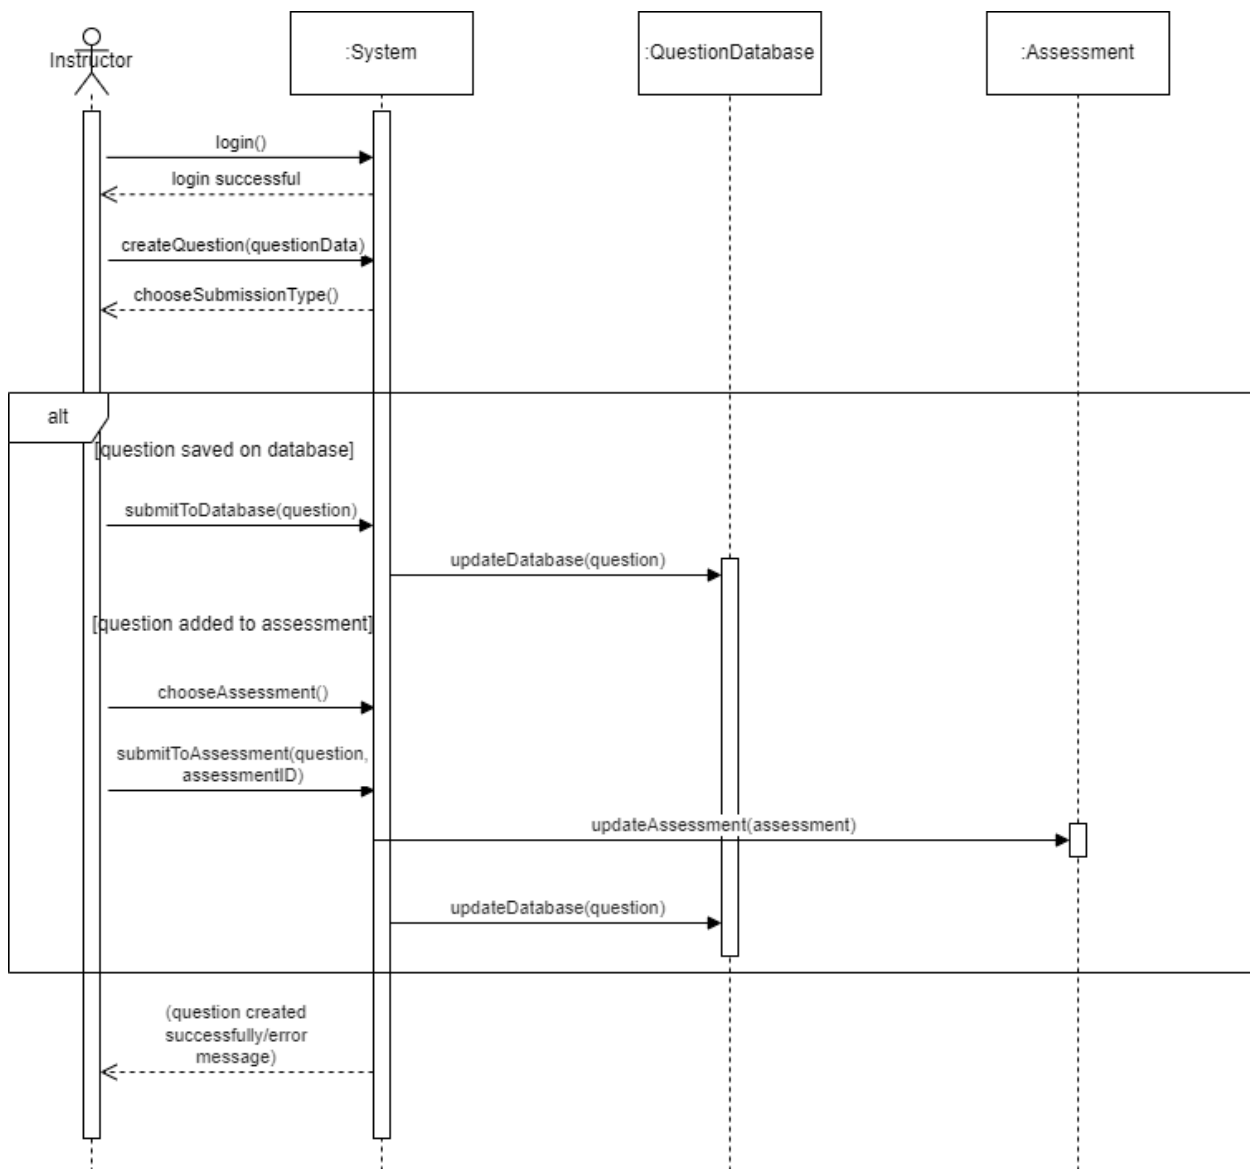 Instructor
:System
:QuestionDatabase
:Assessment
login()
login successful
createQuestion(questionData)
chooseSubmissionType()
alt
[question saved on database]
submitToDatabase(question)
updateDatabase(question)
[question added to assessment]
chooseAssessment()
submitToAssessment(question,
assessmentID)
updateAssessment(assessment)
updateDatabase(question)
(question created
successfully/error
message)